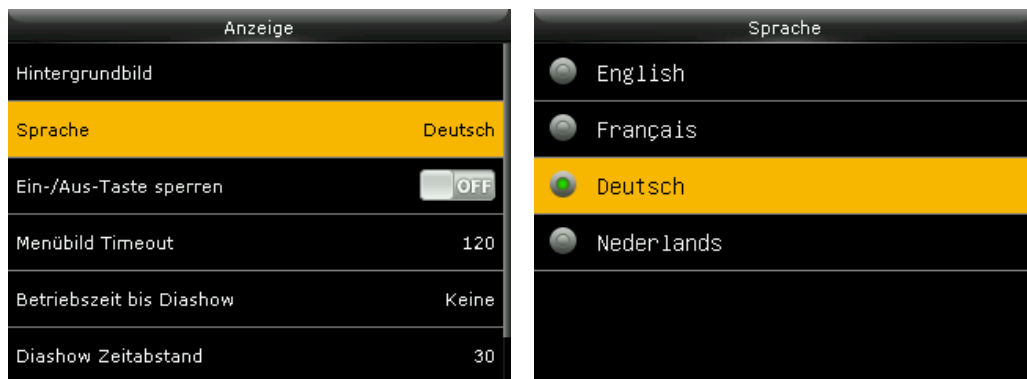 Anzeige
Hintergrundbild
Sprache Deutsch
Ein-/Aus-Taste sperren OFF
Menübild Timeout 120
Betriebszeit bis Diashow Keine
Diashow Zeitabstand 30
Sprache
English
Français
Deutsch
Nederlands